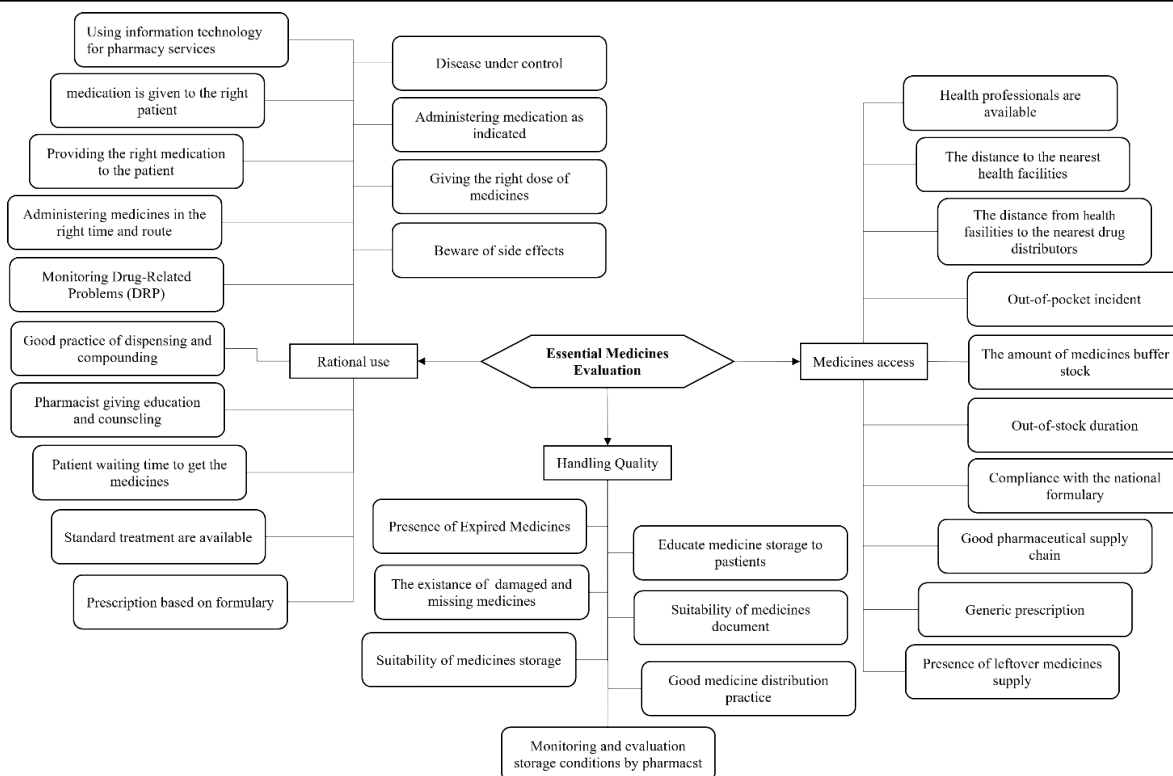 Using information technology
for pharmacy services
medication is given to the right
patient
Providing the right medication
to the patient
Administering medicines in the
right time and route
Monitoring Drug-Related
Problems (DRP)
Good practice of dispensing and
compounding
Pharmacist giving education
and counseling
Patient waiting time to get the
medicines
Standard treatment are available
Prescription based on formulary
Disease under control
Administering medication as
indicated
Giving the right dose of
medicines
Beware of side effects
Rational use
Essential Medicines
Evaluation
Medicines access
Handling Quality
Presence of Expired Medicines
The existance of damaged and
missing medicines
Suitability of medicines storage
Educate medicine storage to
pastients
Suitability of medicines
document
Good medicine distribution
practice
Monitoring and evaluation
storage conditions by pharmacst
Health professionals are
available
The distance to the nearest
health facilities
The distance from health
fasilities to the nearest drug
distributors
Out-of-pocket incident
The amount of medicines buffer
stock
Out-of-stock duration
Compliance with the national
formulary
Good pharmaceutical supply
chain
Generic prescription
Presence of leftover medicines
supply